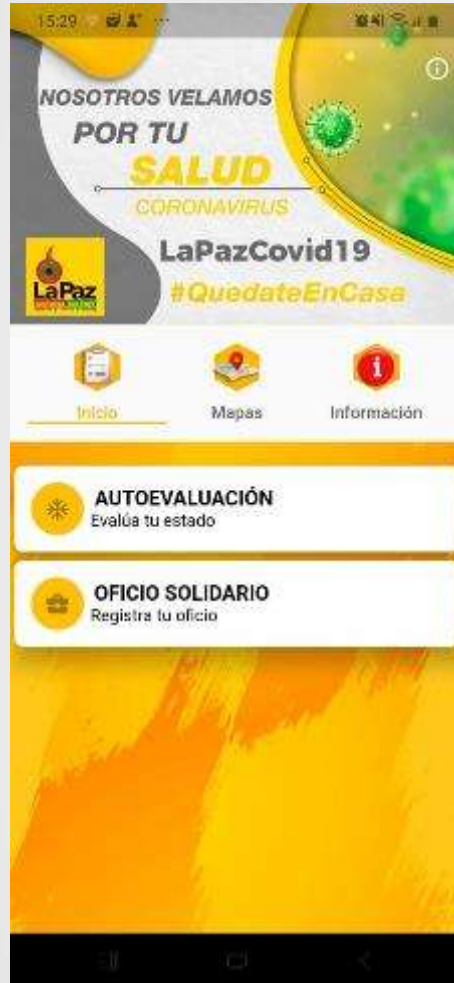 15:29
NOSOTROS VELAMOS
POR TU
SALUD
CORONAVIRUS
LaPazCovid19
#QuedateEnCasa
LaPaz
Inicio
Mapas
Información
AUTOEVALUACIÓN
Evalúa tu estado
OFICIO SOLIDARIO
Registra tu oficio